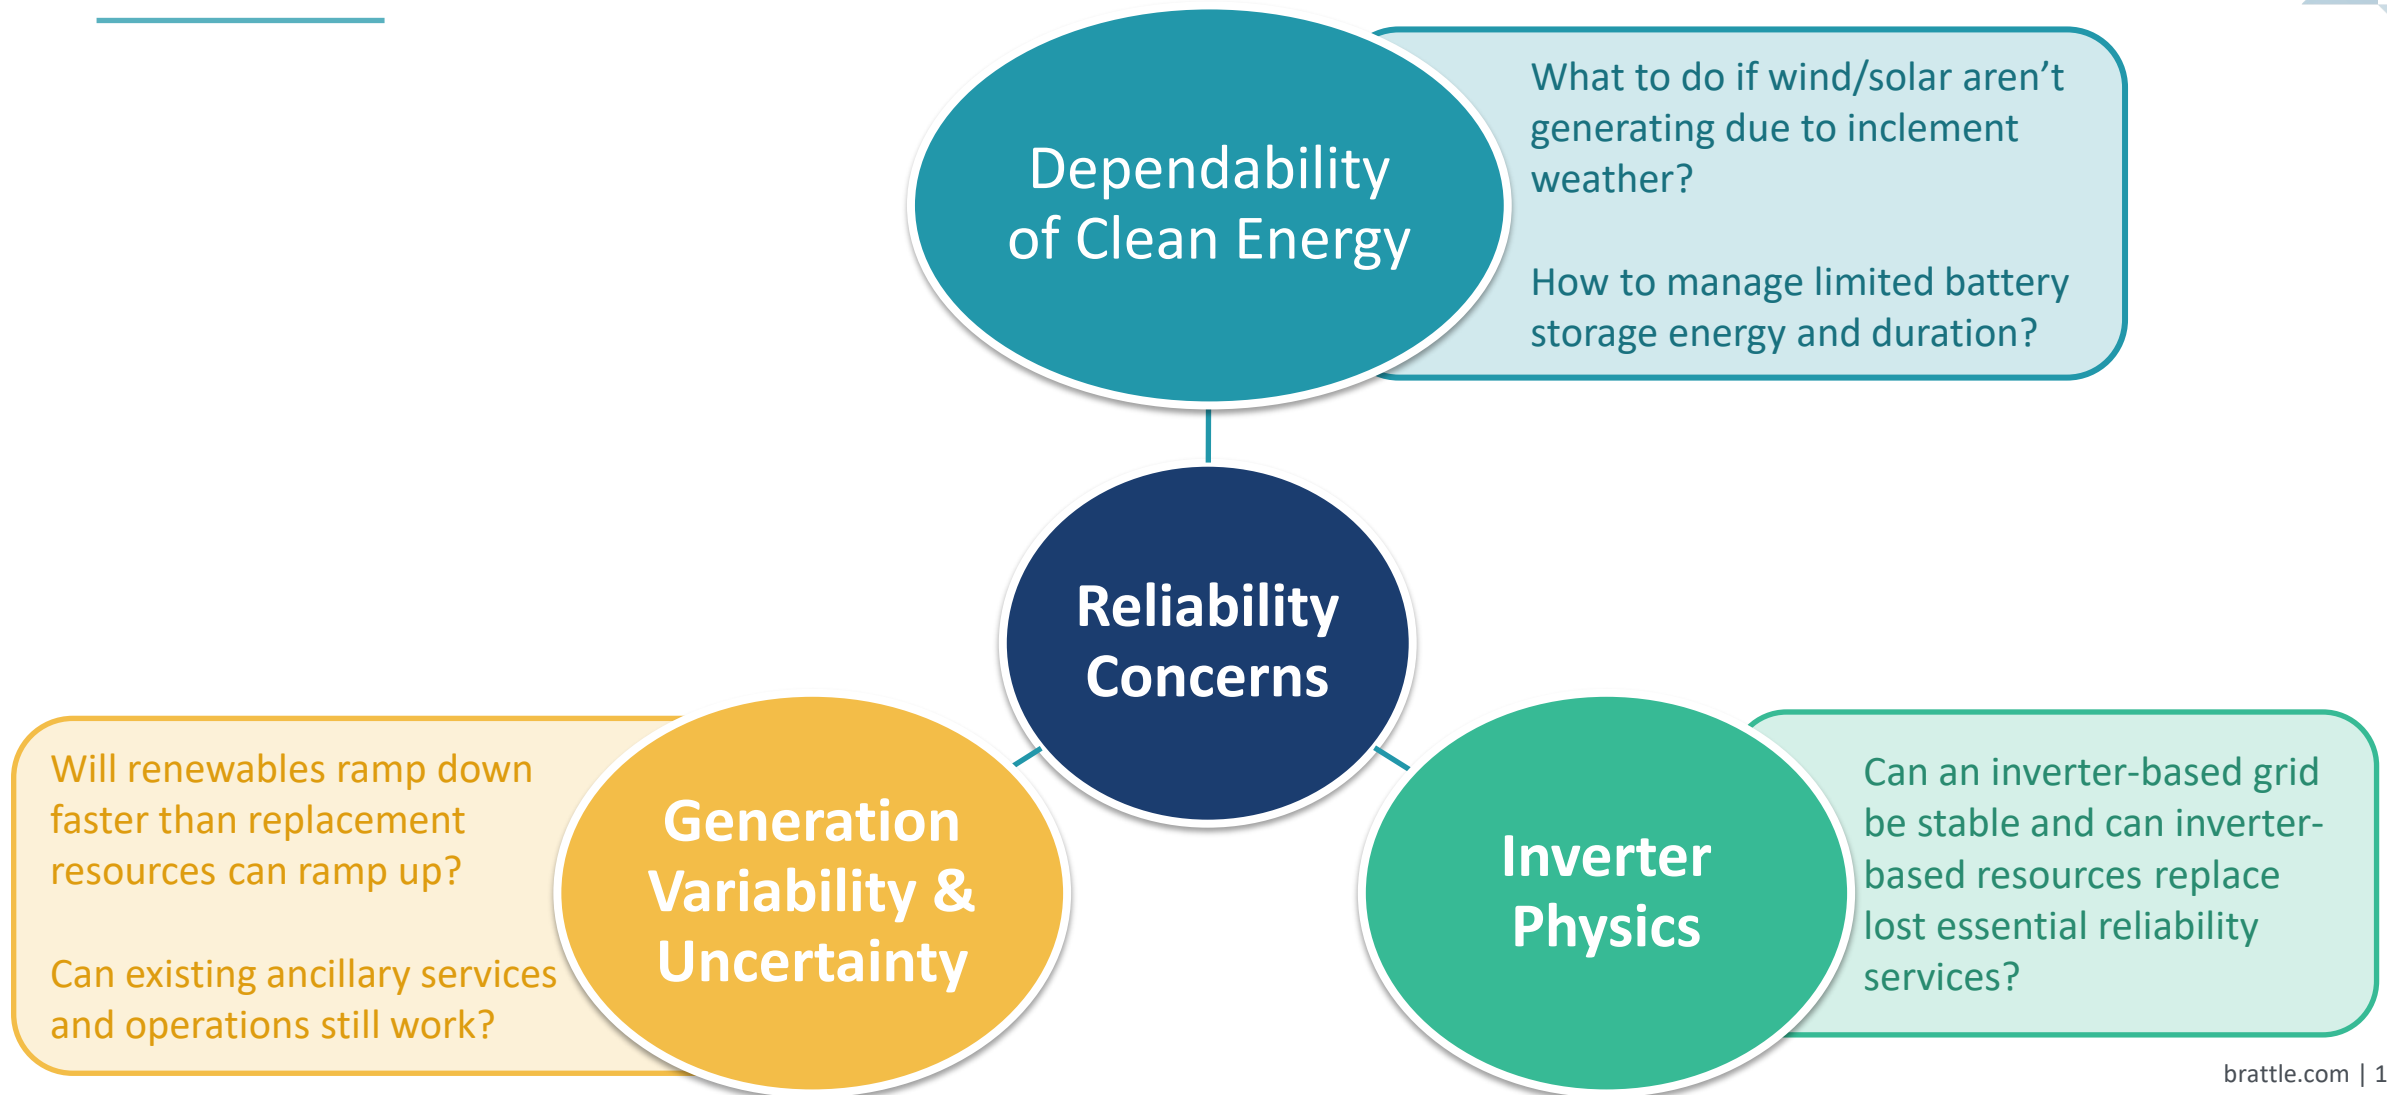 Dependability
of Clean Energy
What to do if wind/solar aren’t
generating due to inclement
weather?
How to manage limited battery
storage energy and duration?
Reliability
Concerns
Will renewables ramp down
faster than replacement
resources can ramp up?
Can existing ancillary services
and operations still work?
Generation
Variability &
Uncertainty
Inverter
Physics
Can an inverter-based grid
be stable and can inverter-
based resources replace
lost essential reliability
services?
brattle.com | 1